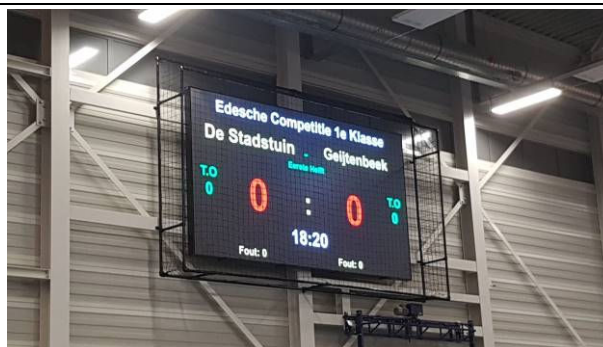 Edesche Competitie 1e Klasse
De Stadstuin - Geijtenbeek
Eerste Helft
T.O 0 : 0 T.O
0 0
18:20
Fout: 0 Fout: 0